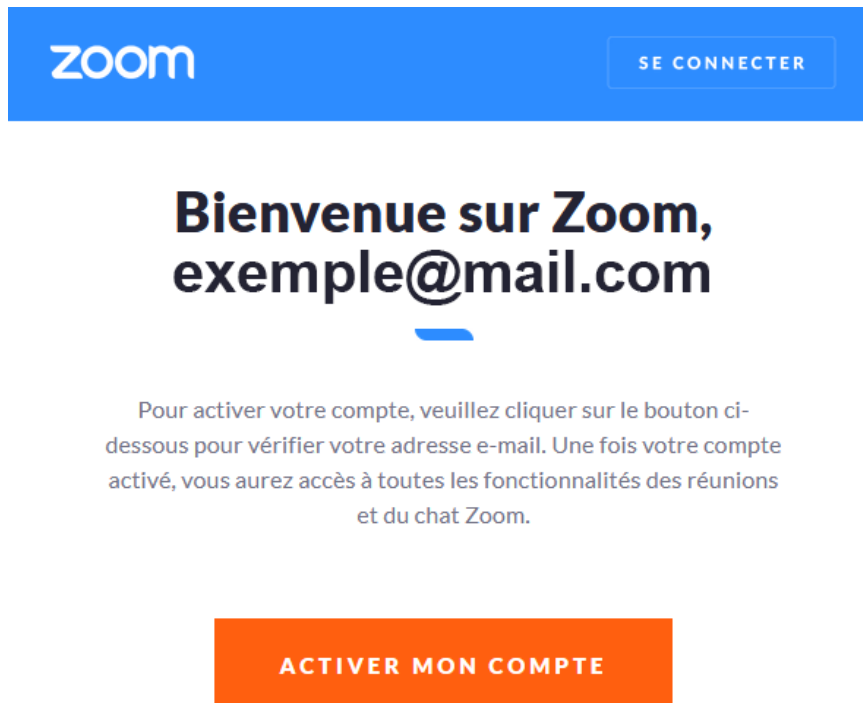 zoom
SE CONNECTER
Bienvenue sur Zoom,
exemple@mail.com
Pour activer votre compte, veuillez cliquer sur le bouton ci-
dessous pour vérifier votre adresse e-mail. Une fois votre compte
activé, vous aurez accès à toutes les fonctionnalités des réunions
et du chat Zoom.
ACTIVER MON COMPTE